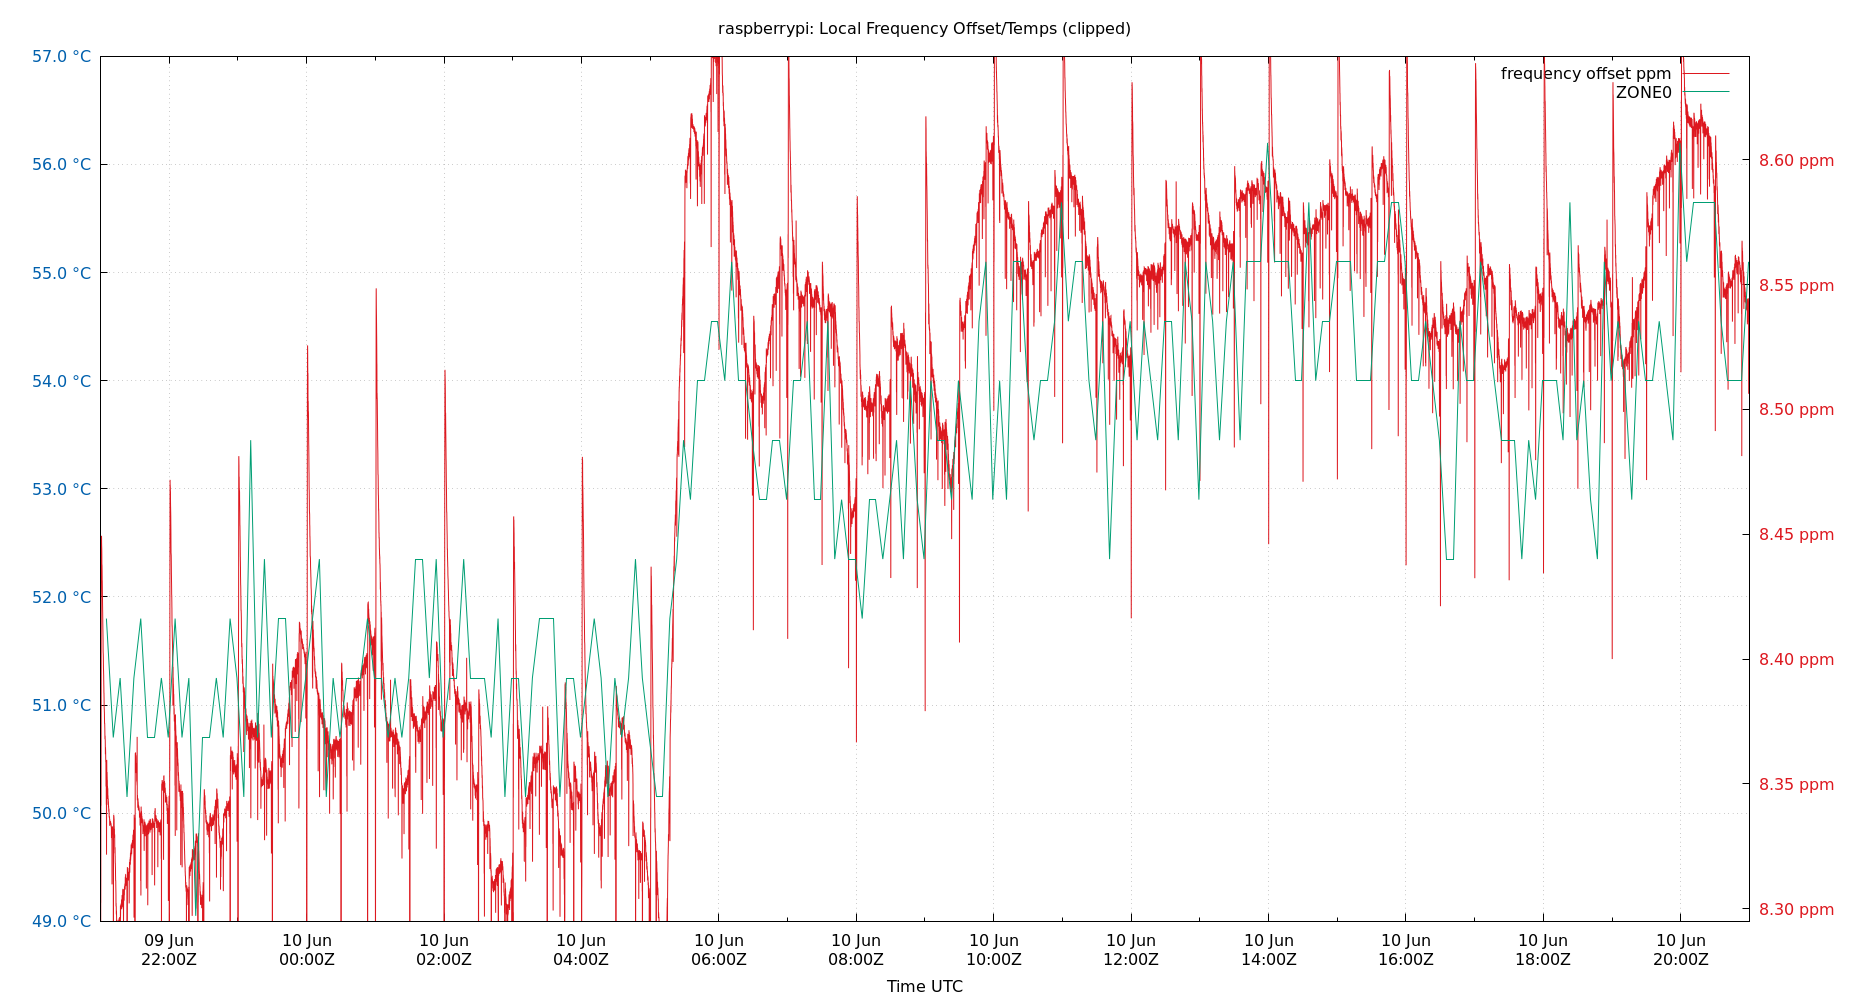 raspberrypi: Local Frequency Offset/Temps (clipped)
57.0 °C
56.0 °C
55.0 °C
54.0 °C
53.0 °C
52.0 °C
51.0 °C
50.0 °C
49.0 °C
frequency offset ppm
ZONE0
8.60 ppm
8.55 ppm
8.50 ppm
8.45 ppm
8.40 ppm
8.35 ppm
8.30 ppm
09 Jun 10 Jun 10 Jun 10 Jun 10 Jun 10 Jun 10 Jun 10 Jun 10 Jun 10 Jun 10 Jun 10 Jun
22:00Z 00:00Z 02:00Z 04:00Z 06:00Z 08:00Z 10:00Z 12:00Z 14:00Z 16:00Z 18:00Z 20:00Z
Time UTC